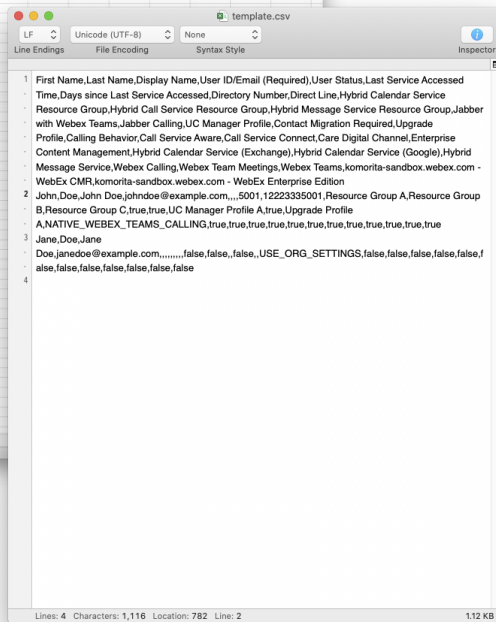 template.csv
LF Unicode (UTF-8) None
Line Endings File Encoding Syntax Style Inspector
1 First Name,Last Name,Display Name,User ID/Email (Required),User Status,Last Service Accessed
Time,Days since Last Service Accessed,Directory Number,Direct Line,Hybrid Calendar Service
Resource Group,Hybrid Call Service Resource Group,Hybrid Message Service Resource Group,Jabber
with Webex Teams,Jabber Calling,UC Manager Profile,Contact Migration Required,Upgrade
Profile,Calling Behavior,Call Service Aware,Call Service Connect,Care Digital Channel,Enterprise
Content Management,Hybrid Calendar Service (Exchange),Hybrid Calendar Service (Google),Hybrid
Message Service,Webex Calling,Webex Team Meetings,Webex Teams,komorita-sandbox.webex.com -
WebEx CMR,komorita-sandbox.webex.com - WebEx Enterprise Edition
2 John,Doe,John Doe,johndoe@example.com,,,,5001,12223335001,Resource Group A,Resource Group
B,Resource Group C,true,true,UC Manager Profile A,true,Upgrade Profile
A,NATIVE_WEBEX_TEAMS_CALLING,true,true,true,true,true,true,true,true,true,true,true
3 Jane,Doe,Jane
Doe,janedoe@example.com,,,,,,,,,false,false,,false,,USE_ORG_SETTINGS,false,false,false,false,false,f
alse,false,false,false,false,false,false
4
Lines: 4 Characters: 1,116 Location: 782 Line: 2 1.12 KB